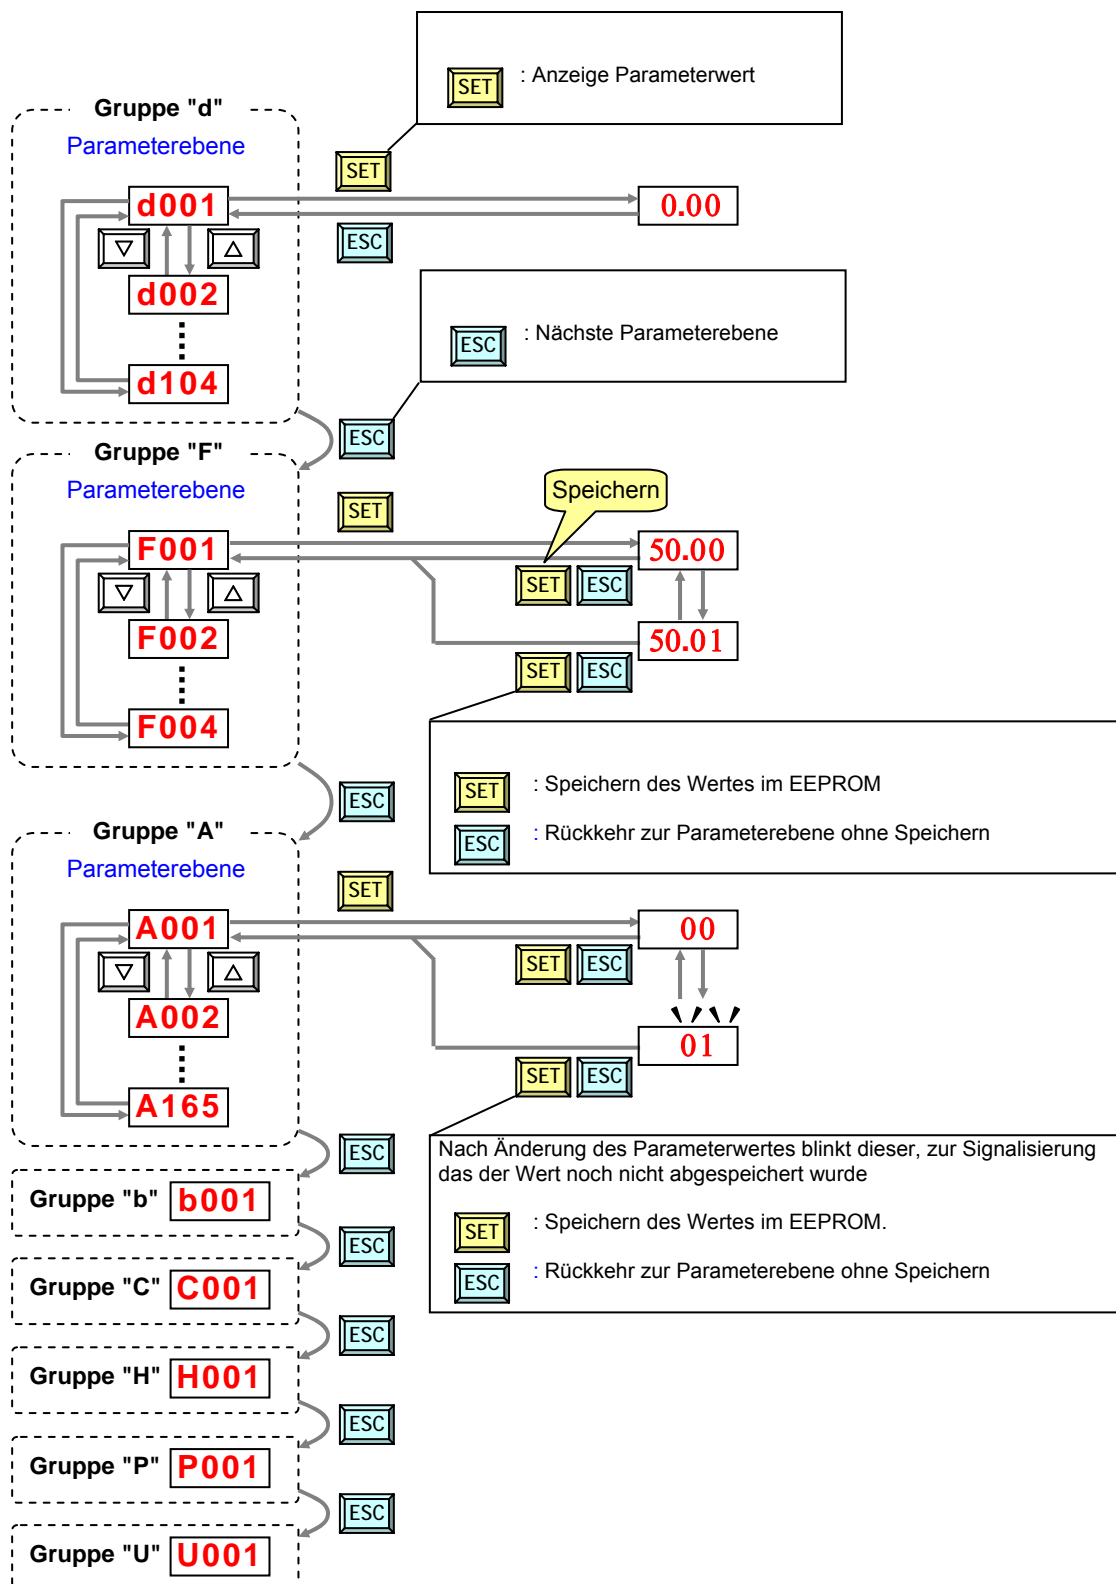 SET : Anzeige Parameterwert
Gruppe "d"
Parameterebene
SET
d001
0.00
ESC
d002
ESC : Nächste Parameterebene
d104
ESC
Gruppe "F"
Parameterebene
SET
Speichern
F001
50.00
SET ESC
F002
50.01
SET ESC
F004
SET : Speichern des Wertes im EEPROM
ESC : Rückkehr zur Parameterebene ohne Speichern
ESC
Gruppe "A"
Parameterebene
SET
A001
00
SET ESC
A002
01
SET ESC
A165
Nach Änderung des Parameterwertes blinkt dieser, zur Signalisierung
das der Wert noch nicht abgespeichert wurde
SET : Speichern des Wertes im EEPROM.
ESC : Rückkehr zur Parameterebene ohne Speichern
ESC
Gruppe "b" b001
ESC
Gruppe "C" C001
ESC
Gruppe "H" H001
ESC
Gruppe "P" P001
ESC
Gruppe "U" U001